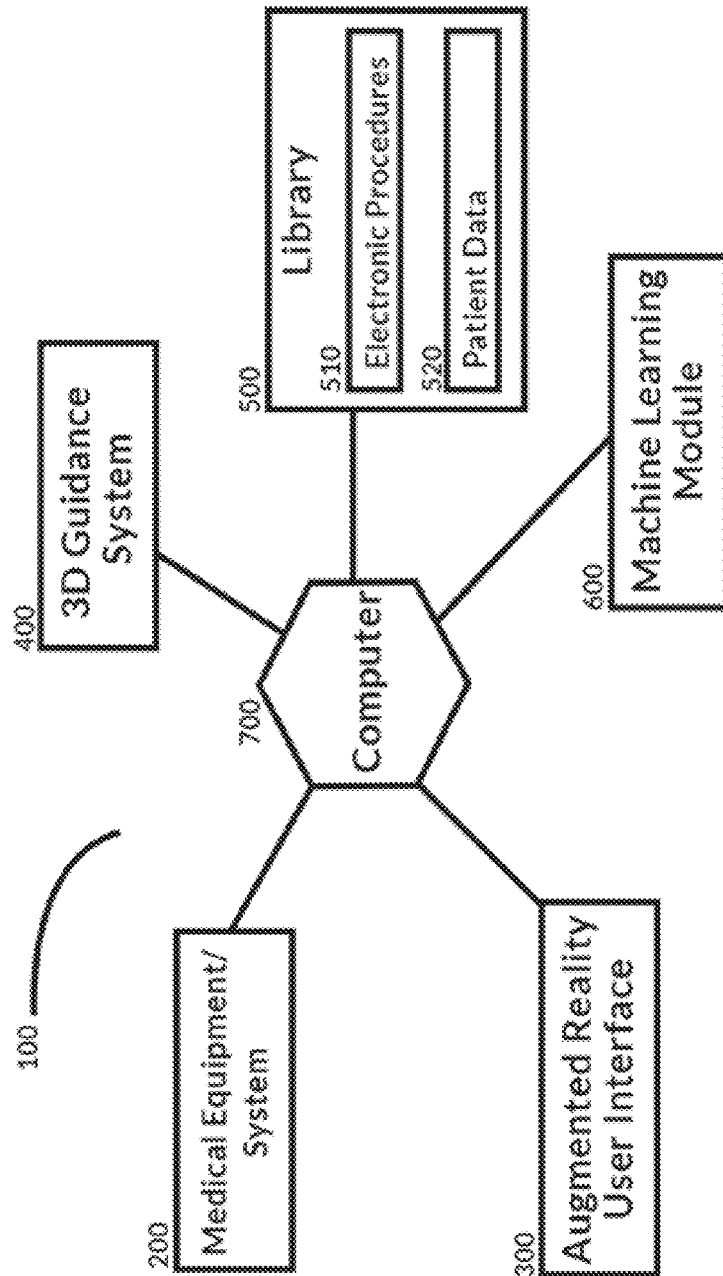 100
200
Medical Equipment/
System
300
Augmented Reality
User Interface
700
Computer
400
3D Guidance
System
500
Library
510
Electronic Procedures
520
Patient Data
600
Machine Learning
Module